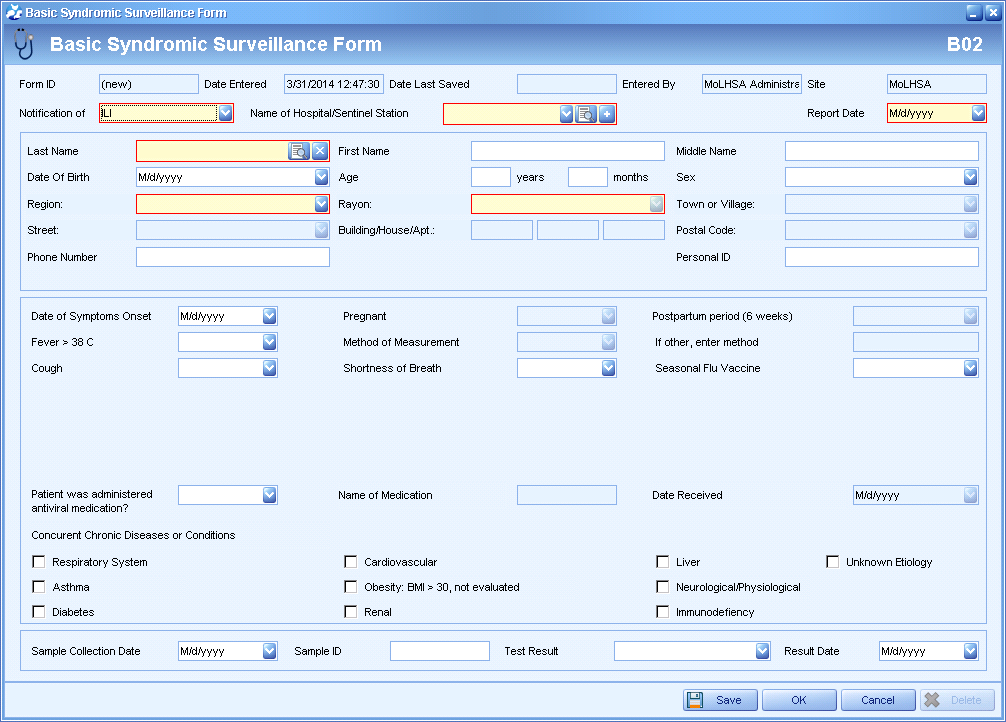 Basic Syndromic Surveillance Form
Basic Syndromic Surveillance Form B02
Form ID (new) Date Entered 3/31/2014 12:47:30 Date Last Saved Entered By MoLHSA Administra Site MoLHSA
Notification of ILI Name of Hospital/Sentinel Station Report Date M/d/yyyy
Last Name First Name Middle Name
Date Of Birth M/d/yyyy Age years months Sex
Region: Rayon: Town or Village:
Street: Building/House/Apt.: Postal Code:
Phone Number Personal ID
Date of Symptoms Onset M/d/yyyy Pregnant Postpartum period (6 weeks)
Fever > 38 C Method of Measurement If other, enter method
Cough Shortness of Breath Seasonal Flu Vaccine
Patient was administered Name of Medication Date Received M/d/yyyy
antiviral medication?
Concurent Chronic Diseases or Conditions
Respiratory System Cardiovascular Liver Unknown Etiology
Asthma Obesity: BMI > 30, not evaluated Neurological/Physiological
Diabetes Renal Immunodefiency
Sample Collection Date M/d/yyyy Sample ID Test Result Result Date M/d/yyyy
Save OK Cancel Delete